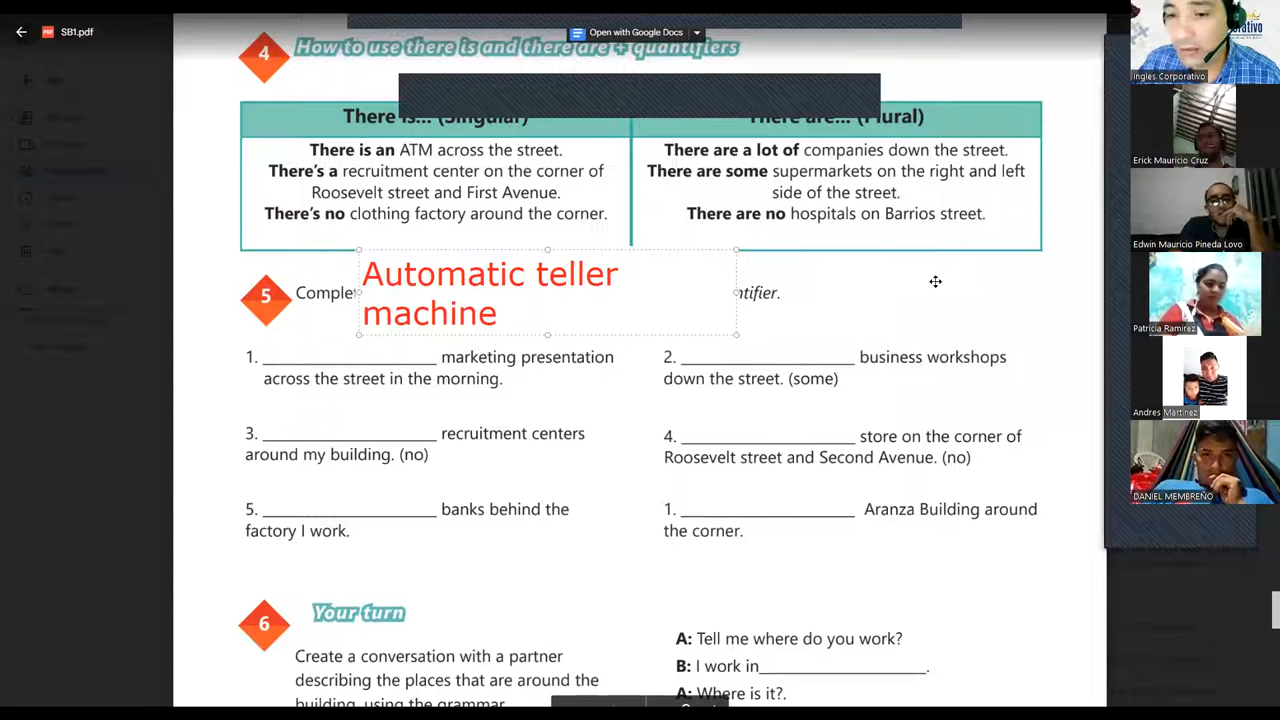 SB1.pdf
Open with Google Docs
4 How to use there is and there are + quantifiers
There is... (Singular)
There are... (Plural)
There is an ATM across the street.
There's a recruitment center on the corner of
Roosevelt street and First Avenue.
There's no clothing factory around the corner.
There are a lot of companies down the street.
There are some supermarkets on the right and left
side of the street.
There are no hospitals on Barrios street.
Automatic teller
machine
5
1. ____________________ marketing presentation
across the street in the morning.
2. ____________________ business workshops
down the street. (some)
3. ____________________ recruitment centers
around my building. (no)
4. ____________________ store on the corner of
Roosevelt street and Second Avenue. (no)
5. ____________________ banks behind the
factory I work.
1. ____________________ Aranza Building around
the corner.
6 Your turn
Create a conversation with a partner
describing the places that are around the
building, using the grammar
A: Tell me where do you work?
B: I work in____________________.
A: Where is it?.
Ingles Corporativo
Erick Mauricio Cruz
Edwin Mauricio Pineda Lovo
Patricia Ramirez
Andres Martinez
DANIEL MEMBREÑO